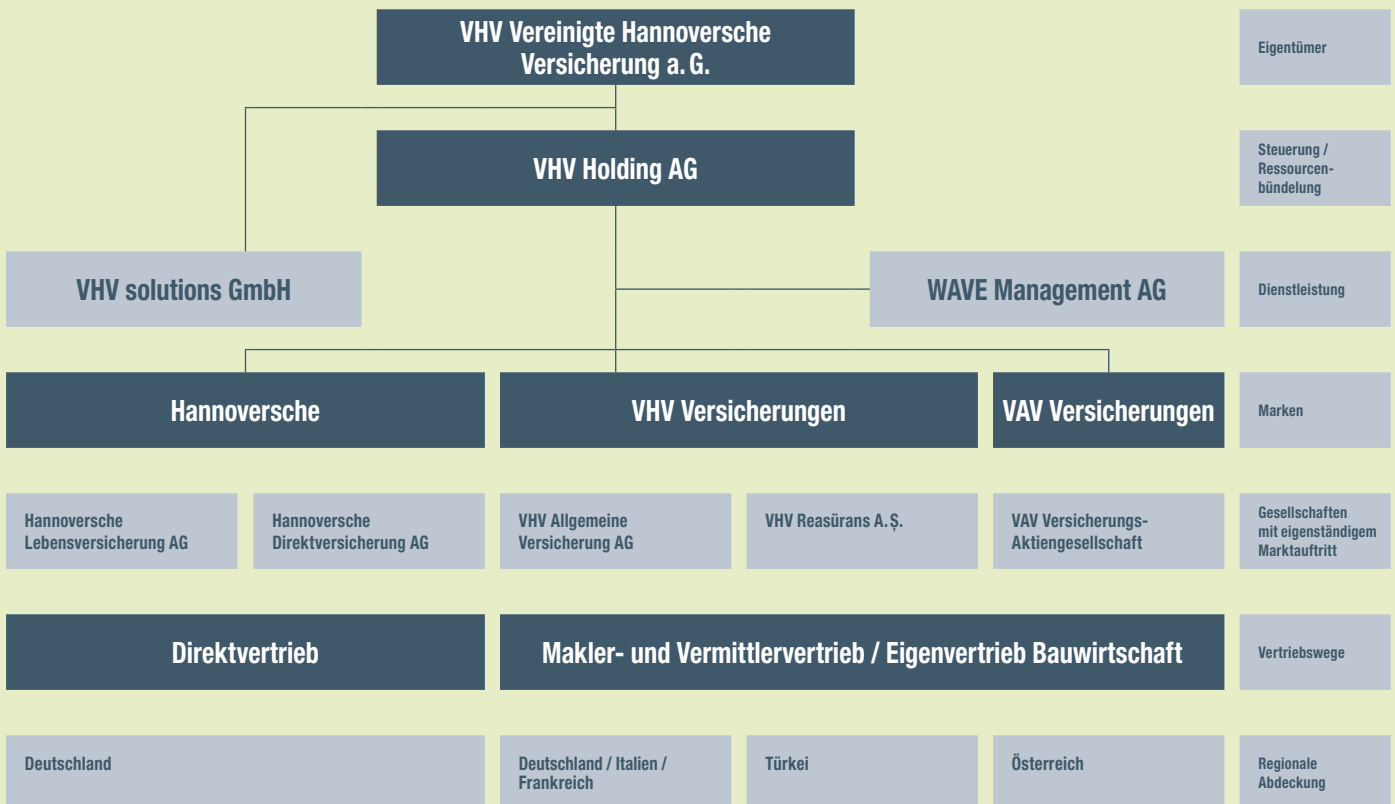 VHV Vereinigte Hannoversche
Versicherung a. G.
Eigentümer
VHV Holding AG
Steuerung /
Ressourcen-
bündelung
VHV solutions GmbH
WAVE Management AG
Dienstleistung
Hannoversche
VHV Versicherungen
VAV Versicherungen
Marken
Hannoversche
Lebensversicherung AG
Hannoversche
Direktversicherung AG
VHV Allgemeine
Versicherung AG
VHV Reasürans A. Ş.
VAV Versicherungs-
Aktiengesellschaft
Gesellschaften
mit eigenständigem
Marktauftritt
Direktvertrieb
Makler- und Vermittlervertrieb / Eigenvertrieb Bauwirtschaft
Vertriebswege
Deutschland
Deutschland / Italien /
Frankreich
Türkei
Österreich
Regionale
Abdeckung